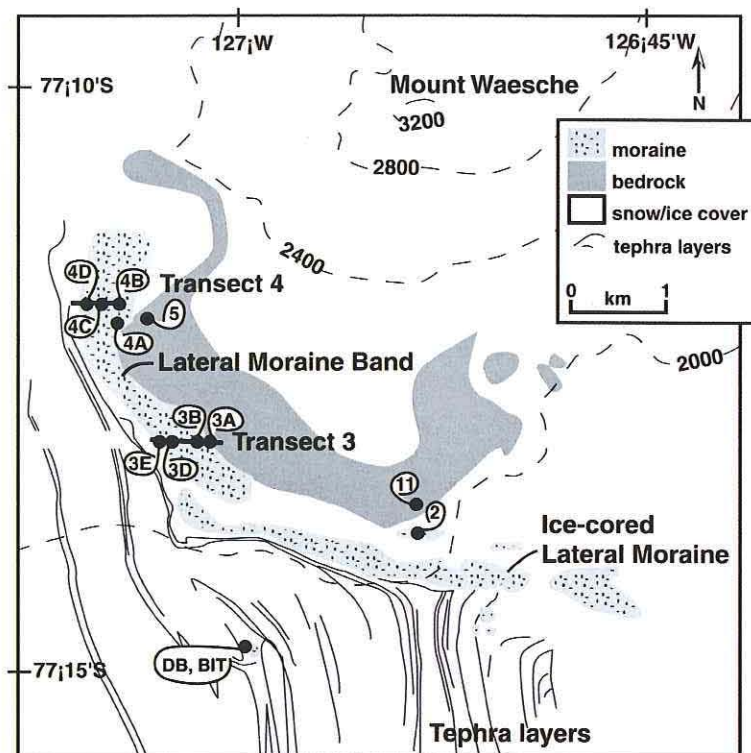 127¡W
126¡45'W
77¡10'S
Mount Waesche
N
3200
2800
moraine
bedrock
snow/ice cover
tephra layers
0 1
km
2400
4D
4B
Transect 4
5
4C
4A
2000
Lateral Moraine Band
3B
3A
Transect 3
3E
3D
11
2
Ice-cored
Lateral Moraine
DB, BIT
77¡15'S
Tephra layers